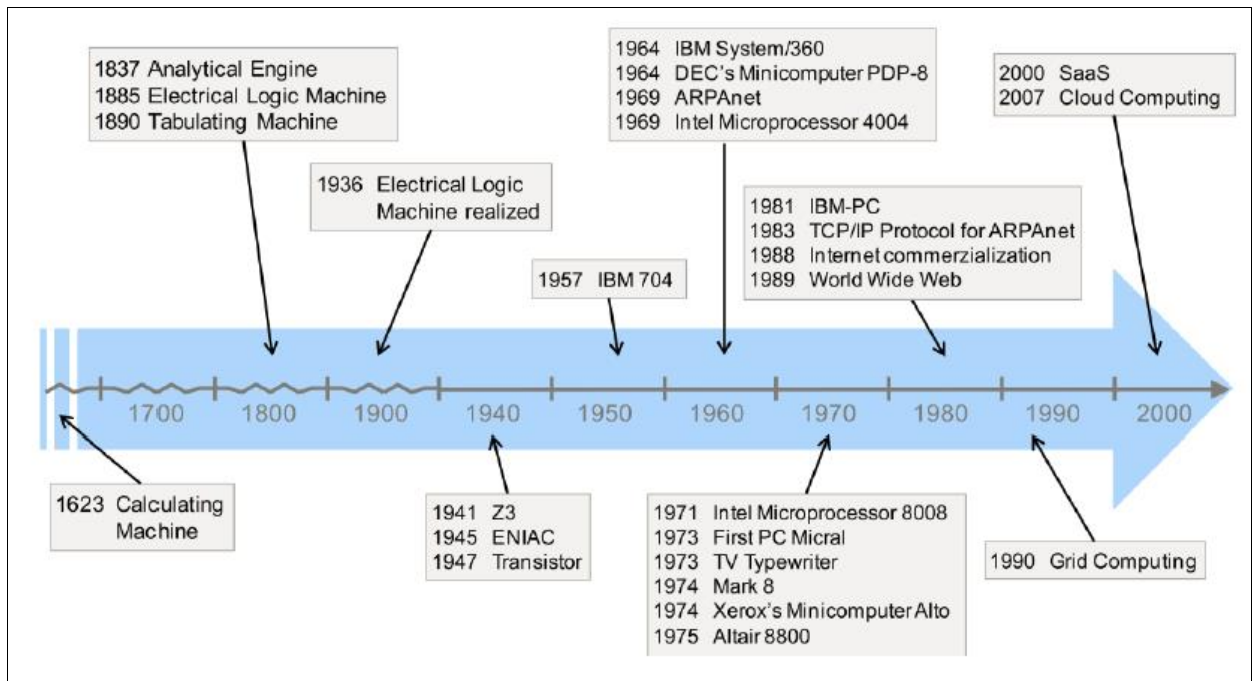 1837 Analytical Engine
1885 Electrical Logic Machine
1890 Tabulating Machine
1936 Electrical Logic
Machine realized
1957 IBM 704
1964 IBM System/360
1964 DEC's Minicomputer PDP-8
1969 ARPAnet
1969 Intel Microprocessor 4004
1981 IBM-PC
1983 TCP/IP Protocol for ARPAnet
1988 Internet commerzialization
1989 World Wide Web
2000 SaaS
2007 Cloud Computing
1700 1800 1900 1940 1950 1960 1970 1980 1990 2000
1623 Calculating
Machine
1941 Z3
1945 ENIAC
1947 Transistor
1971 Intel Microprocessor 8008
1973 First PC Micral
1973 TV Typewriter
1974 Mark 8
1974 Xerox's Minicomputer Alto
1975 Altair 8800
1990 Grid Computing